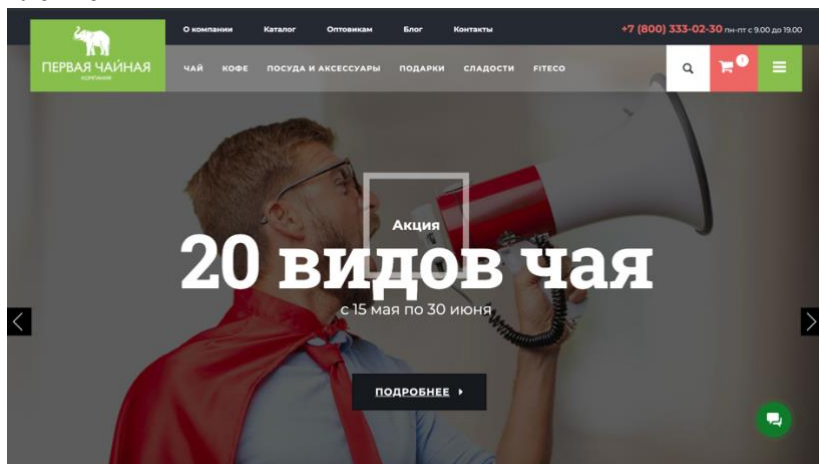 О компании Каталог Оптовикам Блог Контакты +7 (800) 333-02-30 пн-пт с 9.00 до 19.00
ПЕРВАЯ ЧАЙНАЯ
КОМПАНИЯ
ЧАЙ КОФЕ ПОСУДА И АКСЕССУАРЫ ПОДАРКИ СЛАДОСТИ FITECO
Акция
20 видов чая
с 15 мая по 30 июня
ПОДРОБНЕЕ